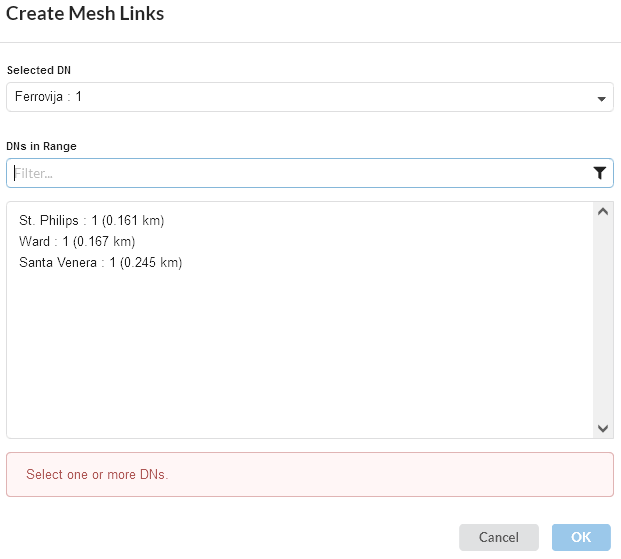 Create Mesh Links
Selected DN
Ferrovija : 1
DNs in Range
Filter...
St. Philips : 1 (0.161 km)
Ward : 1 (0.167 km)
Santa Venera : 1 (0.245 km)
Select one or more DNs.
Cancel
OK